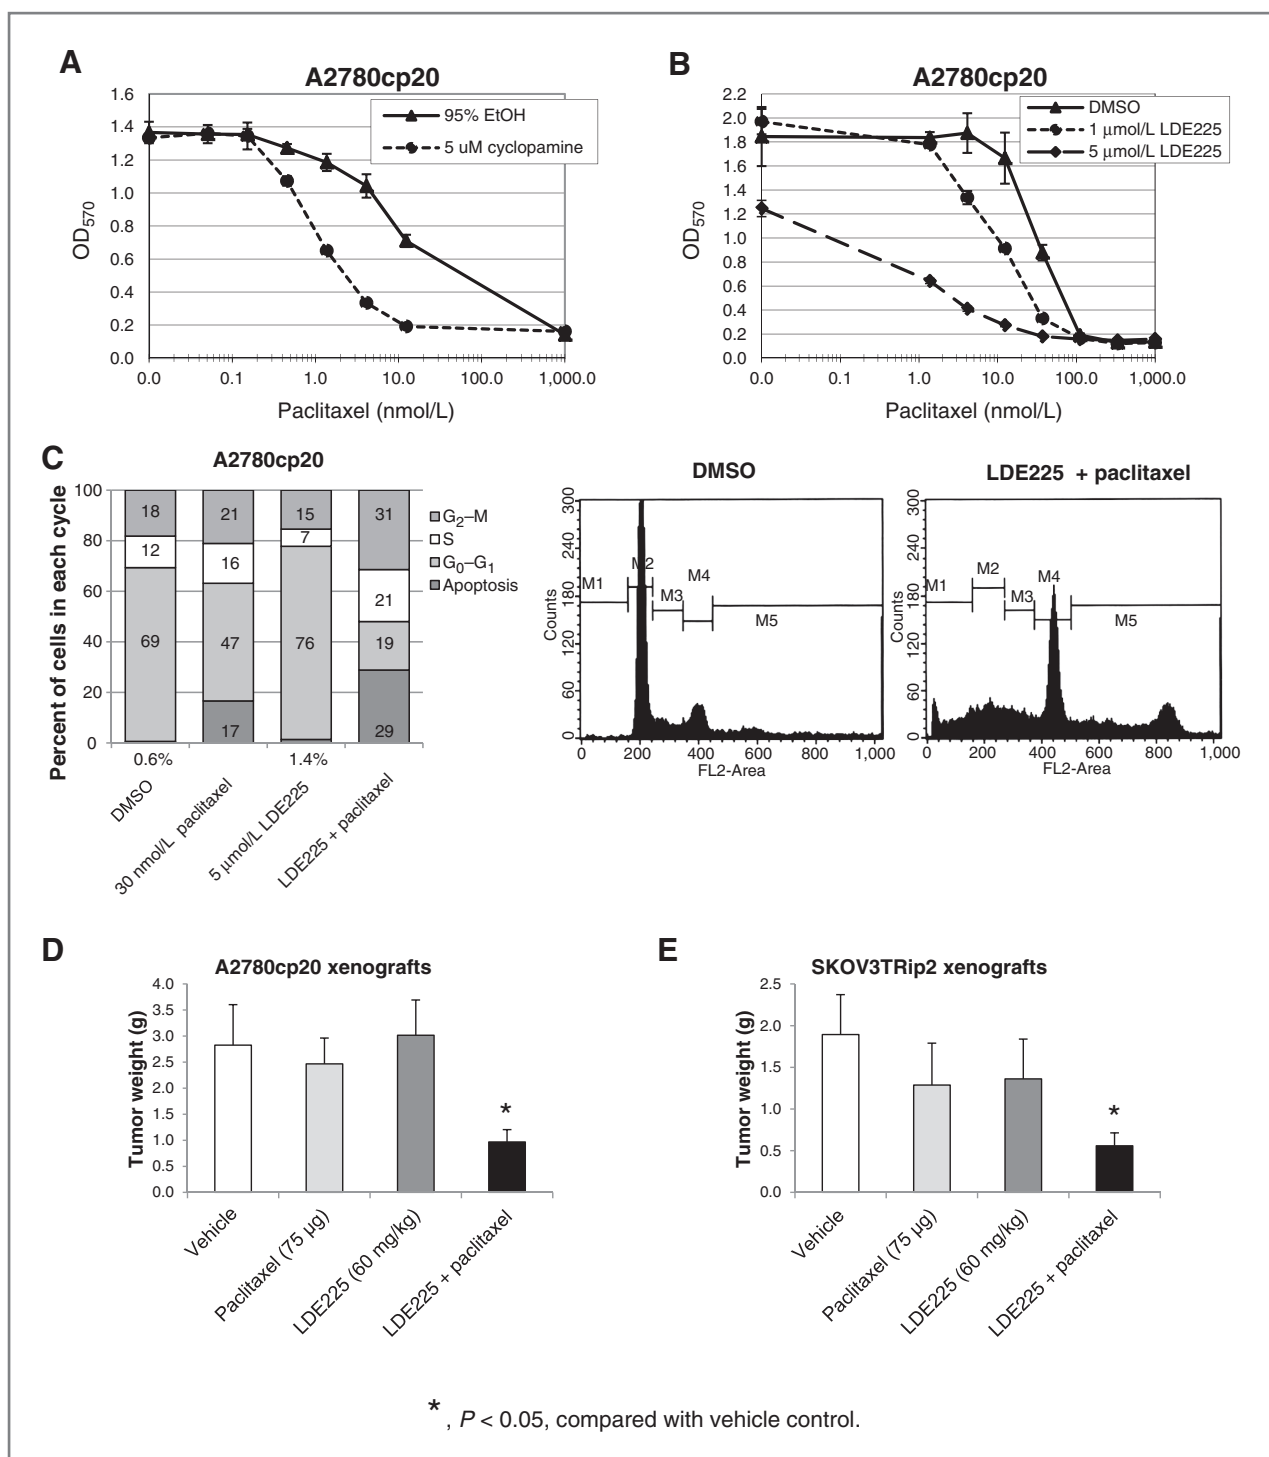 A
A2780cp20
OD570
1.6
1.4
1.2
1.0
0.8
0.6
0.4
0.2
0.0
95% EtOH
5 uM cyclopamine
0.0 0.1 1.0 10.0 100.0 1,000.0
Paclitaxel (nmol/L)
B
A2780cp20
OD570
2.2
2.0
1.8
1.6
1.4
1.2
1.0
0.8
0.6
0.4
0.2
0.0
DMSO
1 μmol/L LDE225
5 μmol/L LDE225
0.0 0.1 1.0 10.0 100.0 1,000.0
Paclitaxel (nmol/L)
C
A2780cp20
Percent of cells in each cycle
100
80
60
40
20
0
18 21 15 31
12 16 7 21
69 47 76 19
17 29
0.6% 1.4%
G2–M
S
G0–G1
Apoptosis
DMSO
30 nmol/L paclitaxel
5 μmol/L LDE225
LDE225 + paclitaxel
DMSO
Counts
300
240
180
120
60
0
M1 M2 M3 M4 M5
0 200 400 600 800 1,000
FL2-Area
LDE225 + paclitaxel
Counts
300
240
180
120
60
0
M1 M2 M3 M4 M5
0 200 400 600 800 1,000
FL2-Area
D
A2780cp20 xenografts
Tumor weight (g)
4.0
3.5
3.0
2.5
2.0
1.5
1.0
0.5
0.0
*
Vehicle
Paclitaxel (75 μg)
LDE225 (60 mg/kg)
LDE225 + paclitaxel
E
SKOV3TRip2 xenografts
Tumor weight (g)
2.5
2.0
1.5
1.0
0.5
0.0
*
Vehicle
Paclitaxel (75 μg)
LDE225 (60 mg/kg)
LDE225 + paclitaxel
*, P < 0.05, compared with vehicle control.